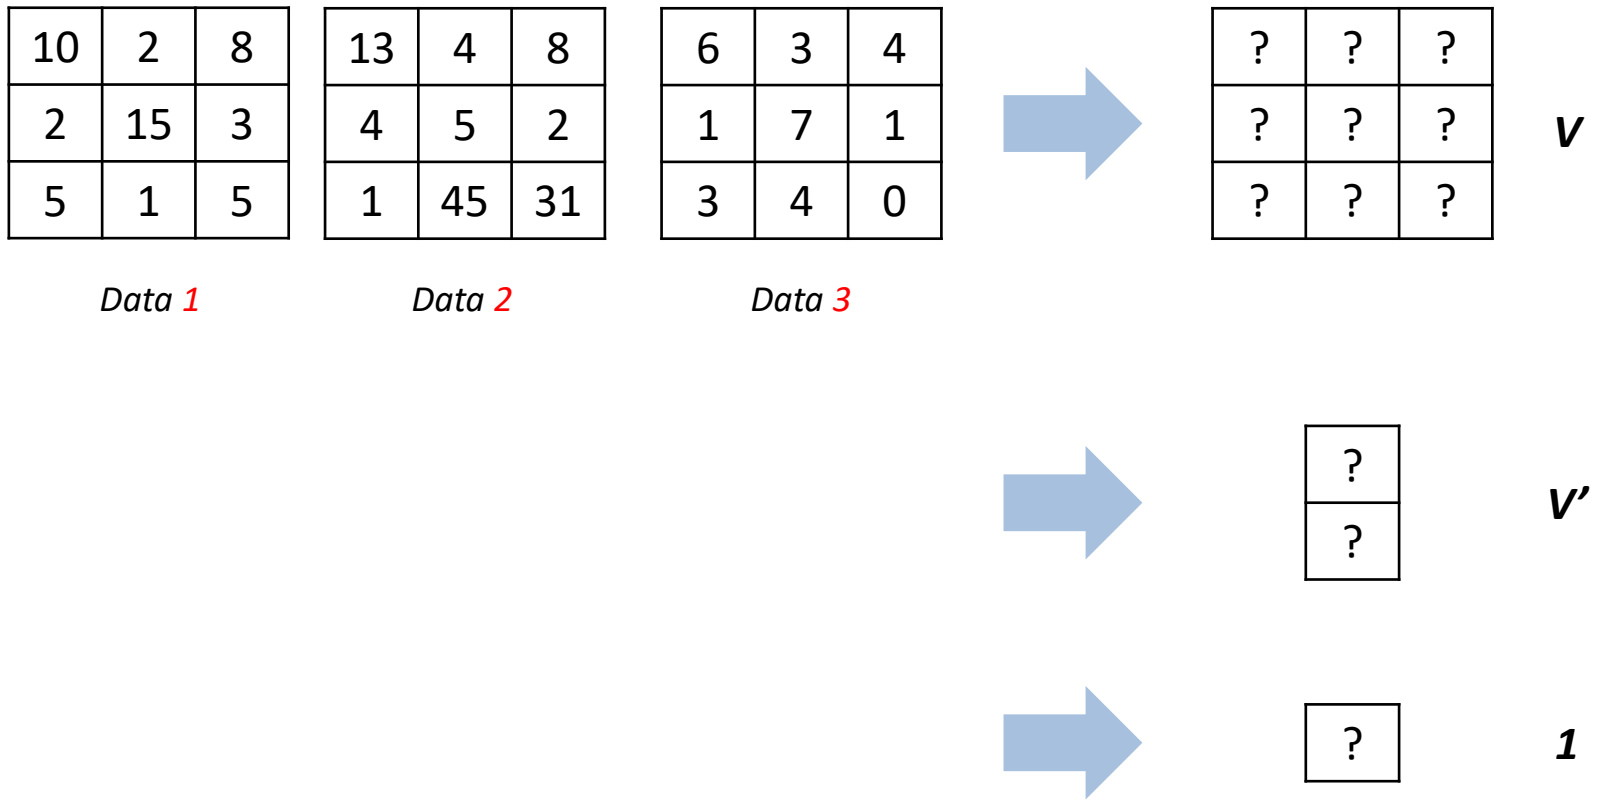 10 2 8 13 4 8 6 3 4 ? ? ?
2 15 3 4 5 2 1 7 1 ? ? ? V
5 1 5 1 45 31 3 4 0 ? ? ?
Data 1 Data 2 Data 3
?
V’
?
? 1